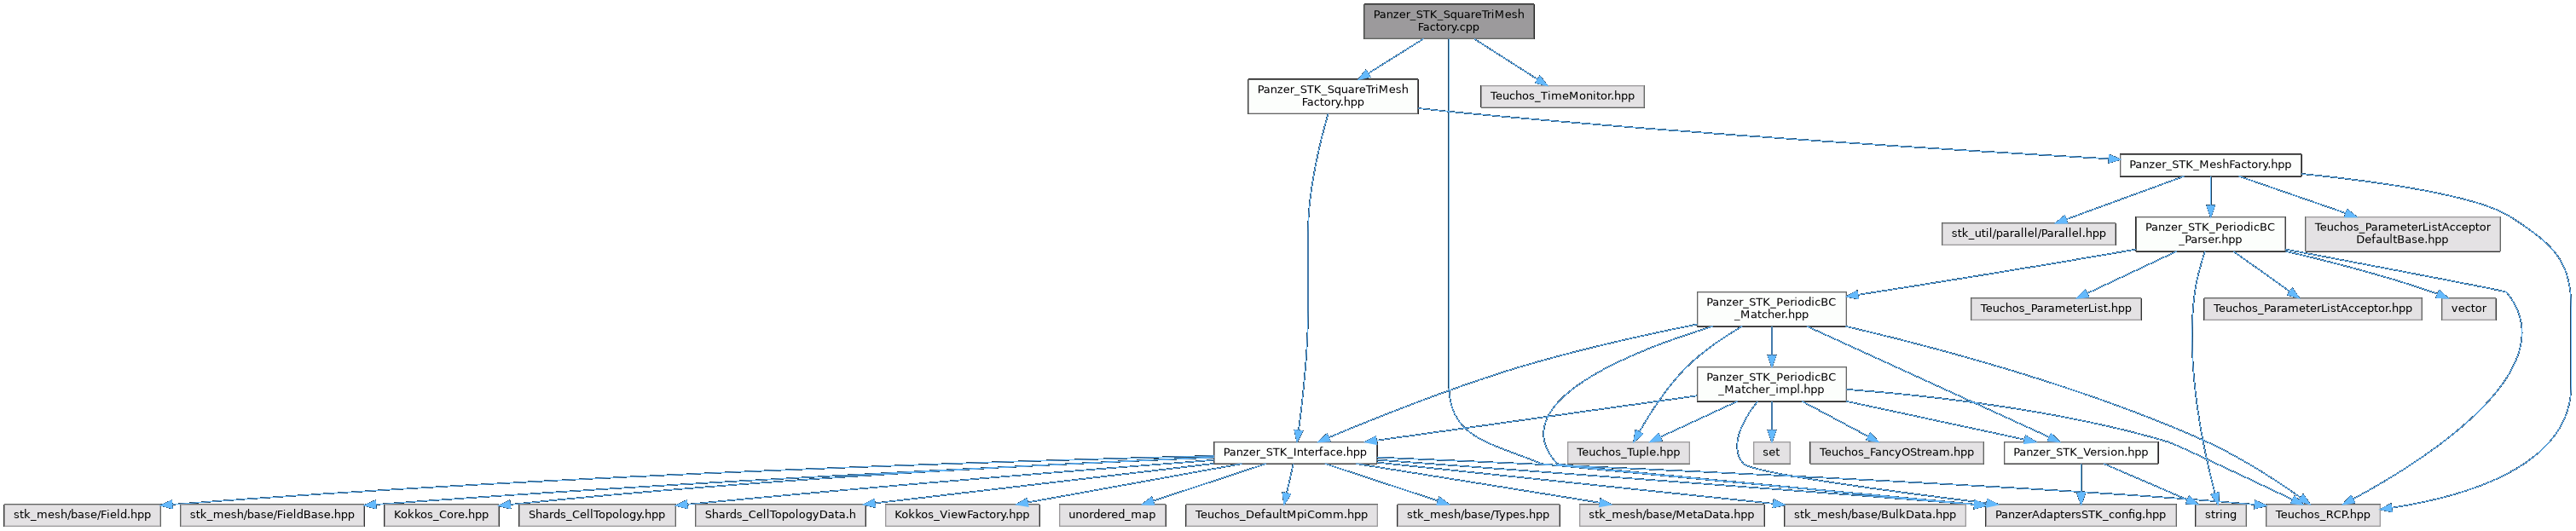 Panzer_STK_SquareTriMesh
Factory.cpp
Panzer_STK_SquareTriMesh
Factory.hpp
Teuchos_TimeMonitor.hpp
Panzer_STK_MeshFactory.hpp
stk_util/parallel/Parallel.hpp
Panzer_STK_PeriodicBC
_Parser.hpp
Teuchos_ParameterListAcceptor
DefaultBase.hpp
Panzer_STK_PeriodicBC
_Matcher.hpp
Teuchos_ParameterList.hpp
Teuchos_ParameterListAcceptor.hpp
vector
Panzer_STK_PeriodicBC
_Matcher_impl.hpp
Panzer_STK_Interface.hpp
Teuchos_Tuple.hpp
set
Teuchos_FancyOStream.hpp
Panzer_STK_Version.hpp
stk_mesh/base/Field.hpp
stk_mesh/base/FieldBase.hpp
Kokkos_Core.hpp
Shards_CellTopology.hpp
Shards_CellTopologyData.h
Kokkos_ViewFactory.hpp
unordered_map
Teuchos_DefaultMpiComm.hpp
stk_mesh/base/Types.hpp
stk_mesh/base/MetaData.hpp
stk_mesh/base/BulkData.hpp
PanzerAdaptersSTK_config.hpp
string
Teuchos_RCP.hpp